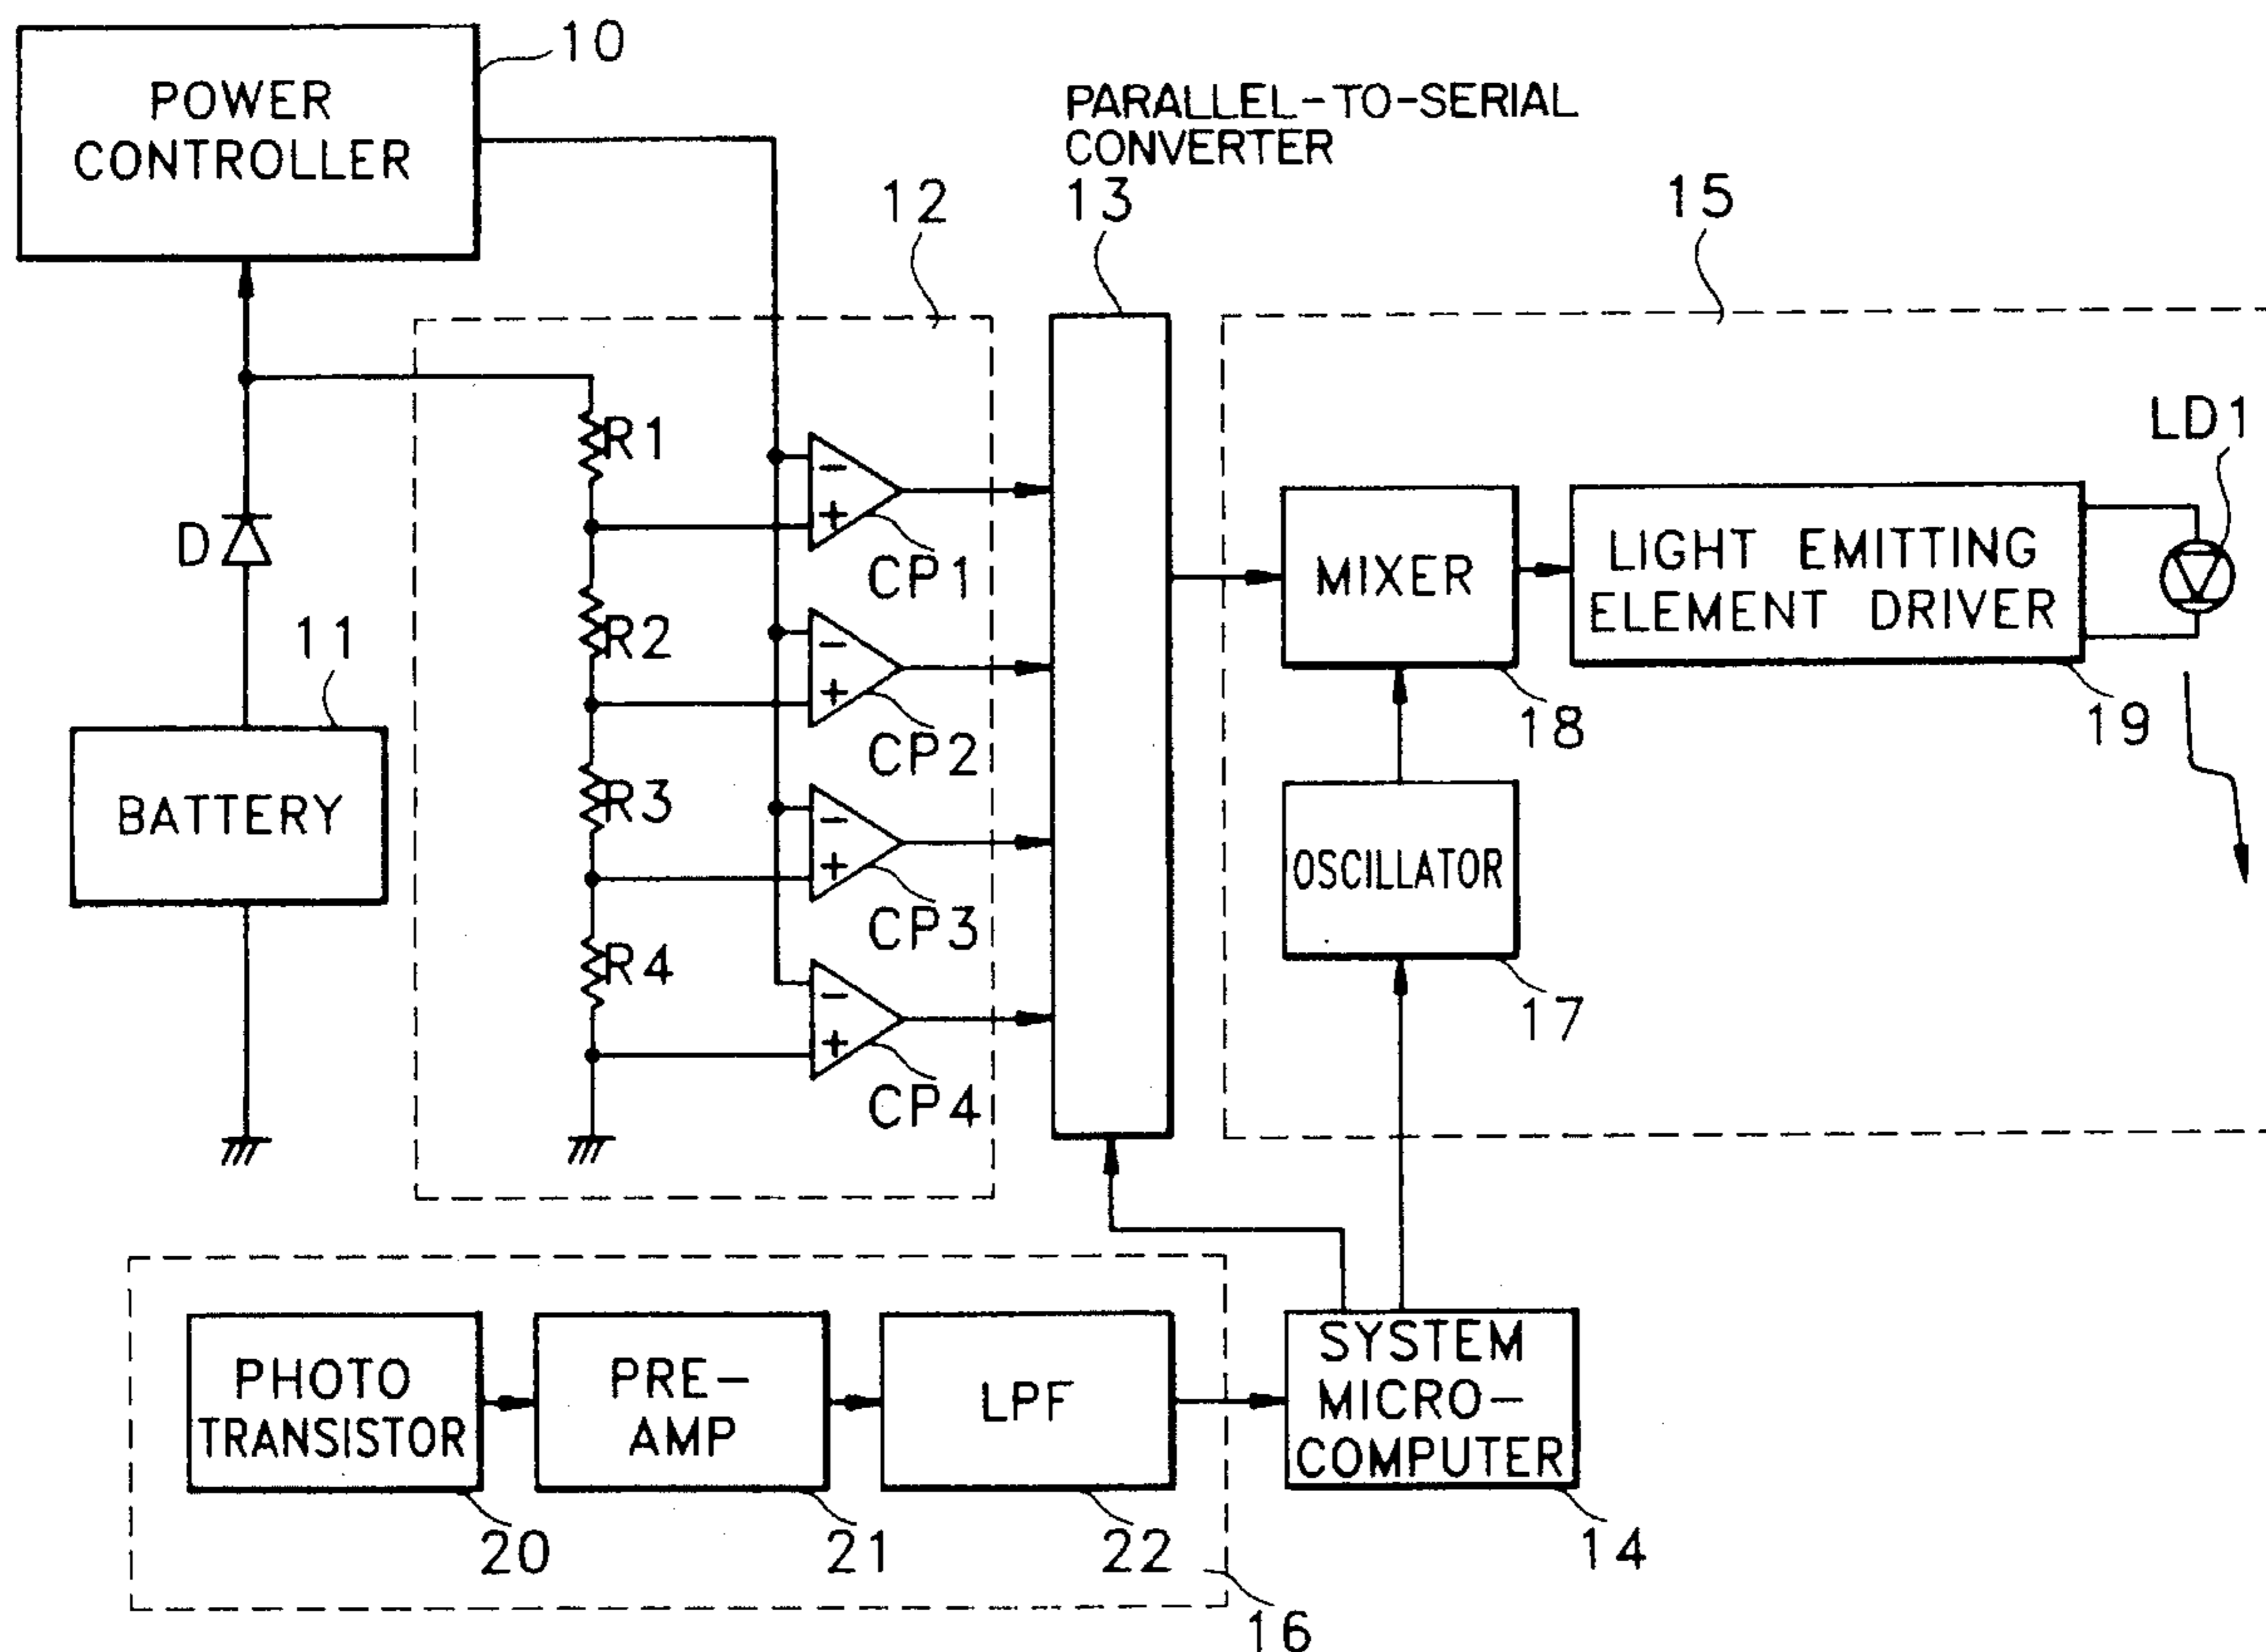 10
POWER
CONTROLLER
PARALLEL-TO-SERIAL
CONVERTER
12
13
15
R1
-
+
CP1
LD1
D
MIXER
LIGHT EMITTING
ELEMENT DRIVER
11
R2
-
+
CP2
18
19
BATTERY
R3
-
+
CP3
OSCILLATOR
R4
-
+
CP4
17
PHOTO
TRANSISTOR
PRE-
AMP
LPF
SYSTEM
MICRO-
COMPUTER
20
21
22
14
16